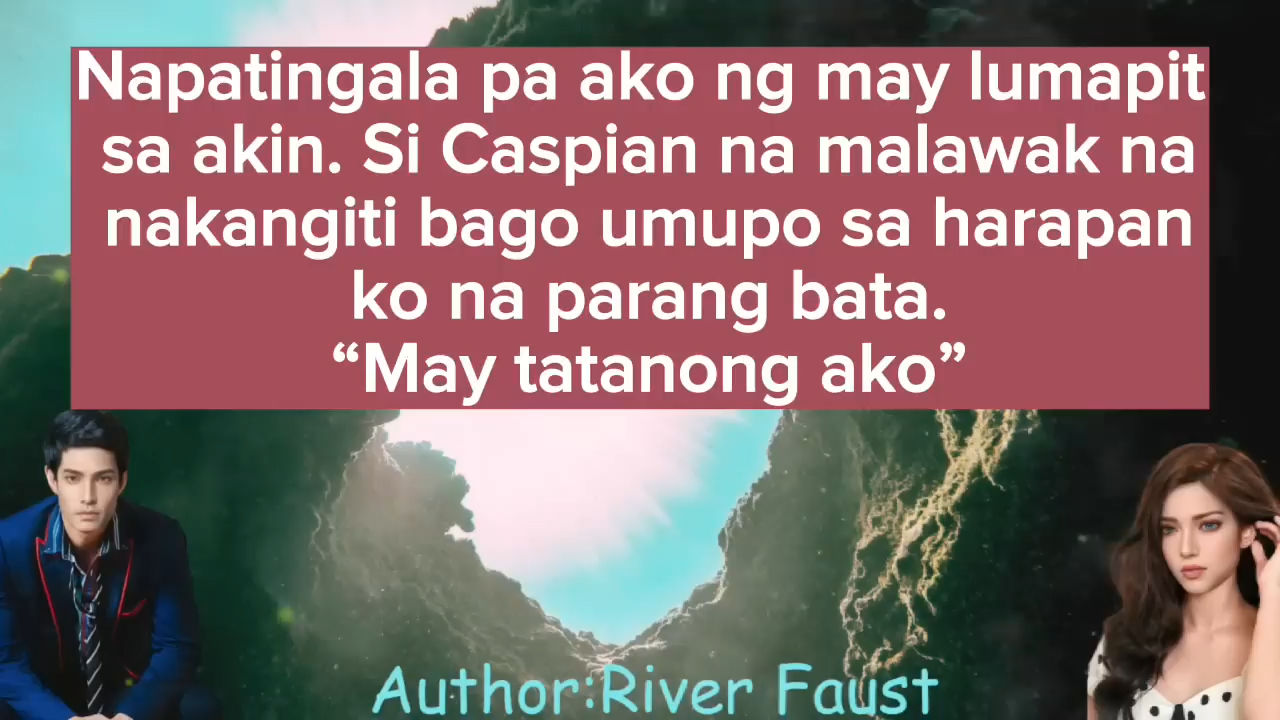 Napatingala pa ako ng may lumapit
sa akin. Si Caspian na malawak na
nakangiti bago umupo sa harapan
ko na parang bata.
“May tatanong ako”
Author:River Faust